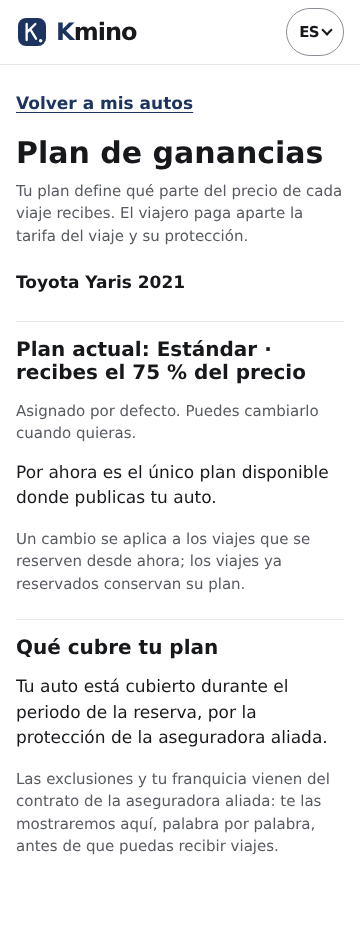 K. Kmino
ES
Volver a mis autos
Plan de ganancias
Tu plan define qué parte del precio de cada
viaje recibes. El viajero paga aparte la
tarifa del viaje y su protección.
Toyota Yaris 2021
Plan actual: Estándar ·
recibes el 75 % del precio
Asignado por defecto. Puedes cambiarlo
cuando quieras.
Por ahora es el único plan disponible
donde publicas tu auto.
Un cambio se aplica a los viajes que se
reserven desde ahora; los viajes ya
reservados conservan su plan.
Qué cubre tu plan
Tu auto está cubierto durante el
periodo de la reserva, por la
protección de la aseguradora aliada.
Las exclusiones y tu franquicia vienen del
contrato de la aseguradora aliada: te las
mostraremos aquí, palabra por palabra,
antes de que puedas recibir viajes.